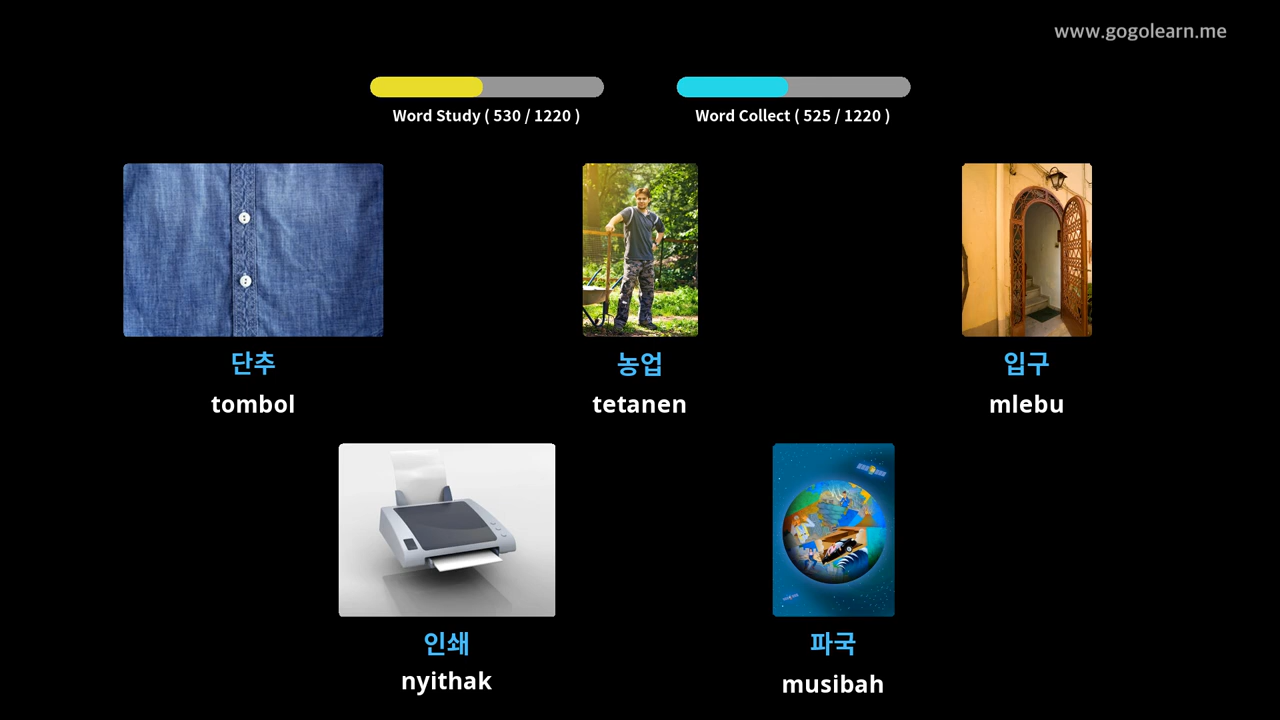 www.gogolearn.me
Word Study ( 530 / 1220 )
Word Collect ( 525 / 1220 )
단추
tombol
농업
tetanen
입구
mlebu
인쇄
nyithak
파국
musibah